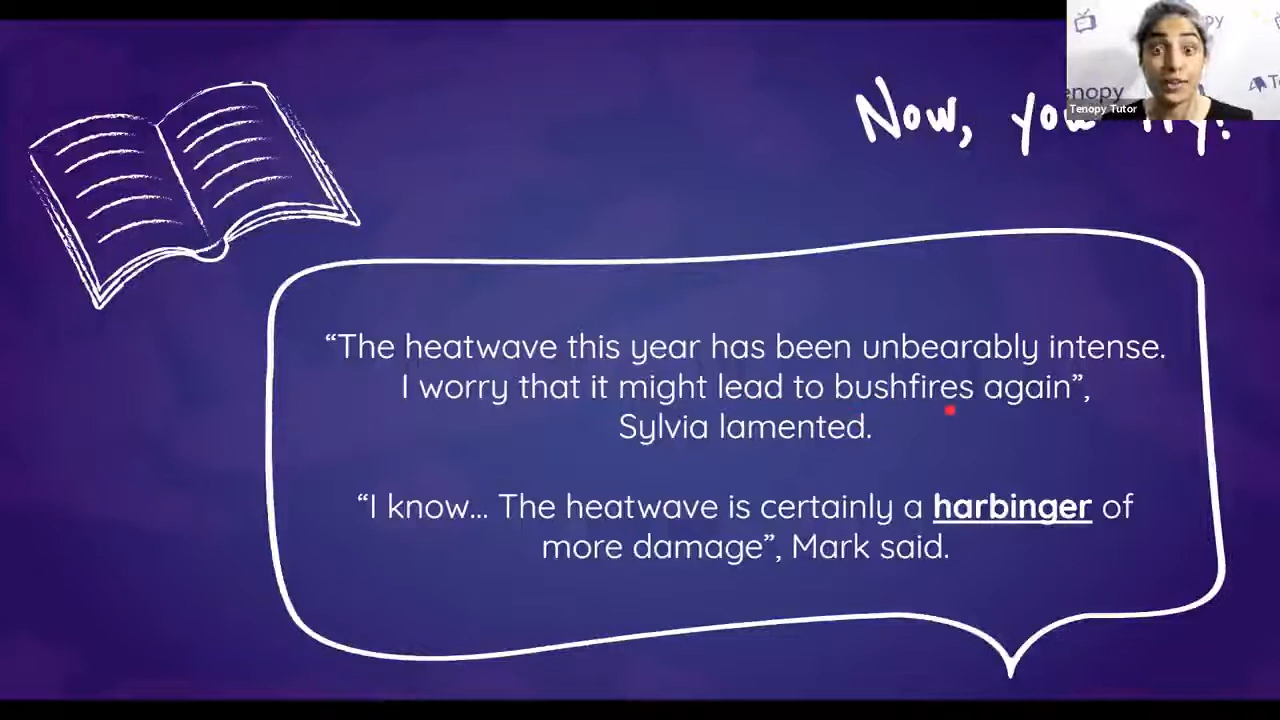 Now, you
enopy
Tenopy Tutor
“The heatwave this year has been unbearably intense.
I worry that it might lead to bushfires again”,
Sylvia lamented.
“I know... The heatwave is certainly a harbinger of
more damage”, Mark said.